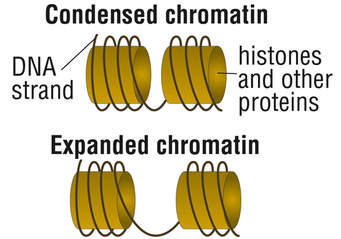 Condensed chromatin
DNA
strand
histones
and other
proteins
Expanded chromatin